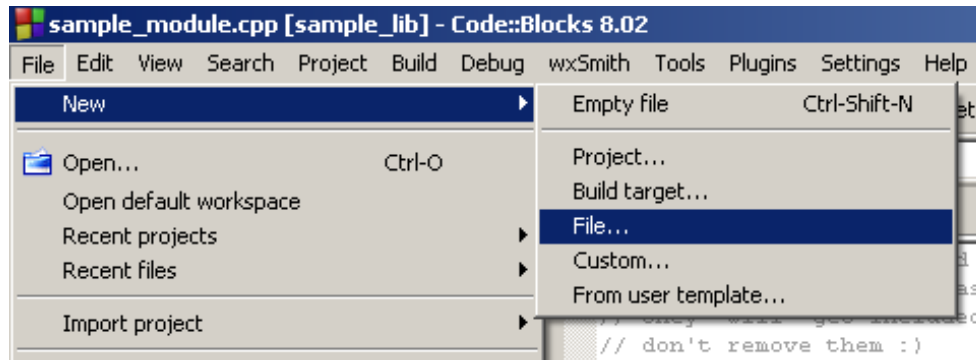 sample_module.cpp [sample_lib] - Code::Blocks 8.02
File Edit View Search Project Build Debug wxSmith Tools Plugins Settings Help
New
Open... Ctrl-O
Open default workspace
Recent projects
Recent files
Import project
Empty file Ctrl-Shift-N
Project...
Build target...
File...
Custom...
From user template...
// don't remove them :)